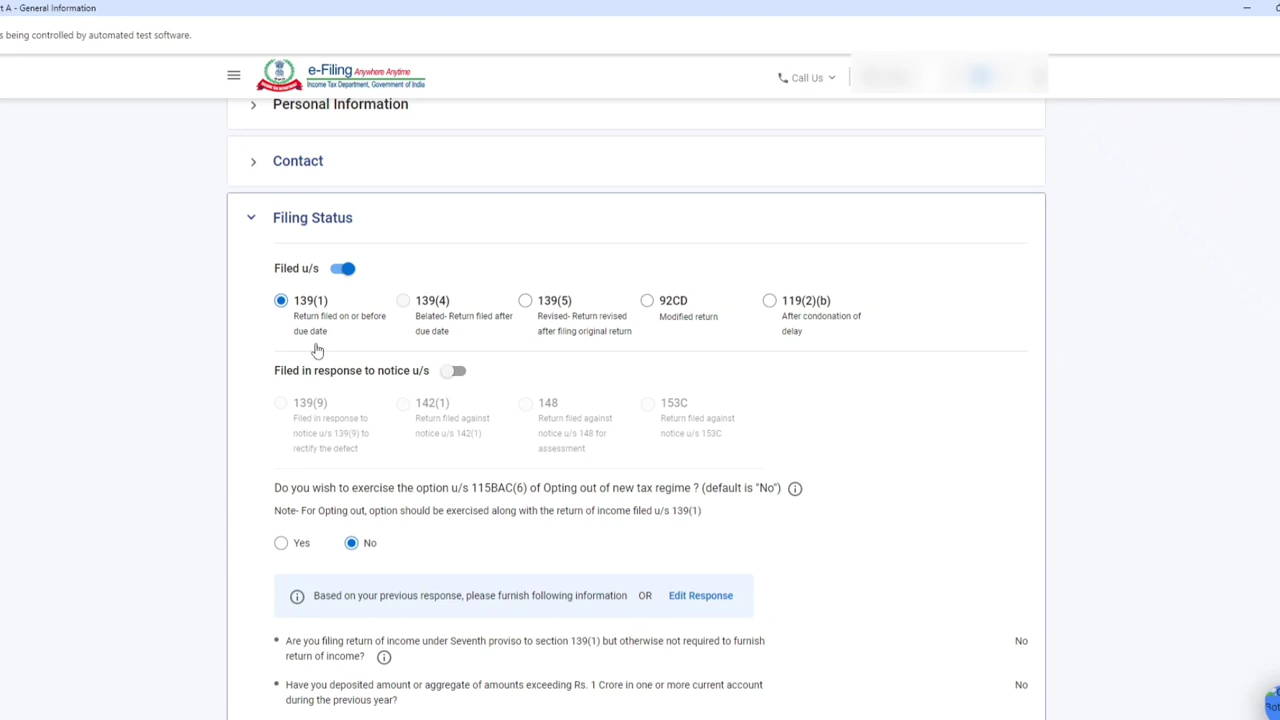 t A - General Information
s being controlled by automated test software.
e-Filing Anywhere Anytime
Income Tax Department, Government of India
Call Us
Personal Information
Contact
Filing Status
Filed u/s
139(1)
Return filed on or before
due date
139(4)
Belated- Return filed after
due date
139(5)
Revised- Return revised
after filing original return
92CD
Modified return
119(2)(b)
After condonation of
delay
Filed in response to notice u/s
139(9)
Filed in response to
notice u/s 139(9) to
rectify the defect
142(1)
Return filed against
notice u/s 142(1)
148
Return filed against
notice u/s 148 for
assessment
153C
Return filed against
notice u/s 153C
Do you wish to exercise the option u/s 115BAC(6) of Opting out of new tax regime ? (default is "No")
Note- For Opting out, option should be exercised along with the return of income filed u/s 139(1)
Yes No
Based on your previous response, please furnish following information OR Edit Response
Are you filing return of income under Seventh proviso to section 139(1) but otherwise not required to furnish No
return of income?
Have you deposited amount or aggregate of amounts exceeding Rs. 1 Crore in one or more current account No
during the previous year?